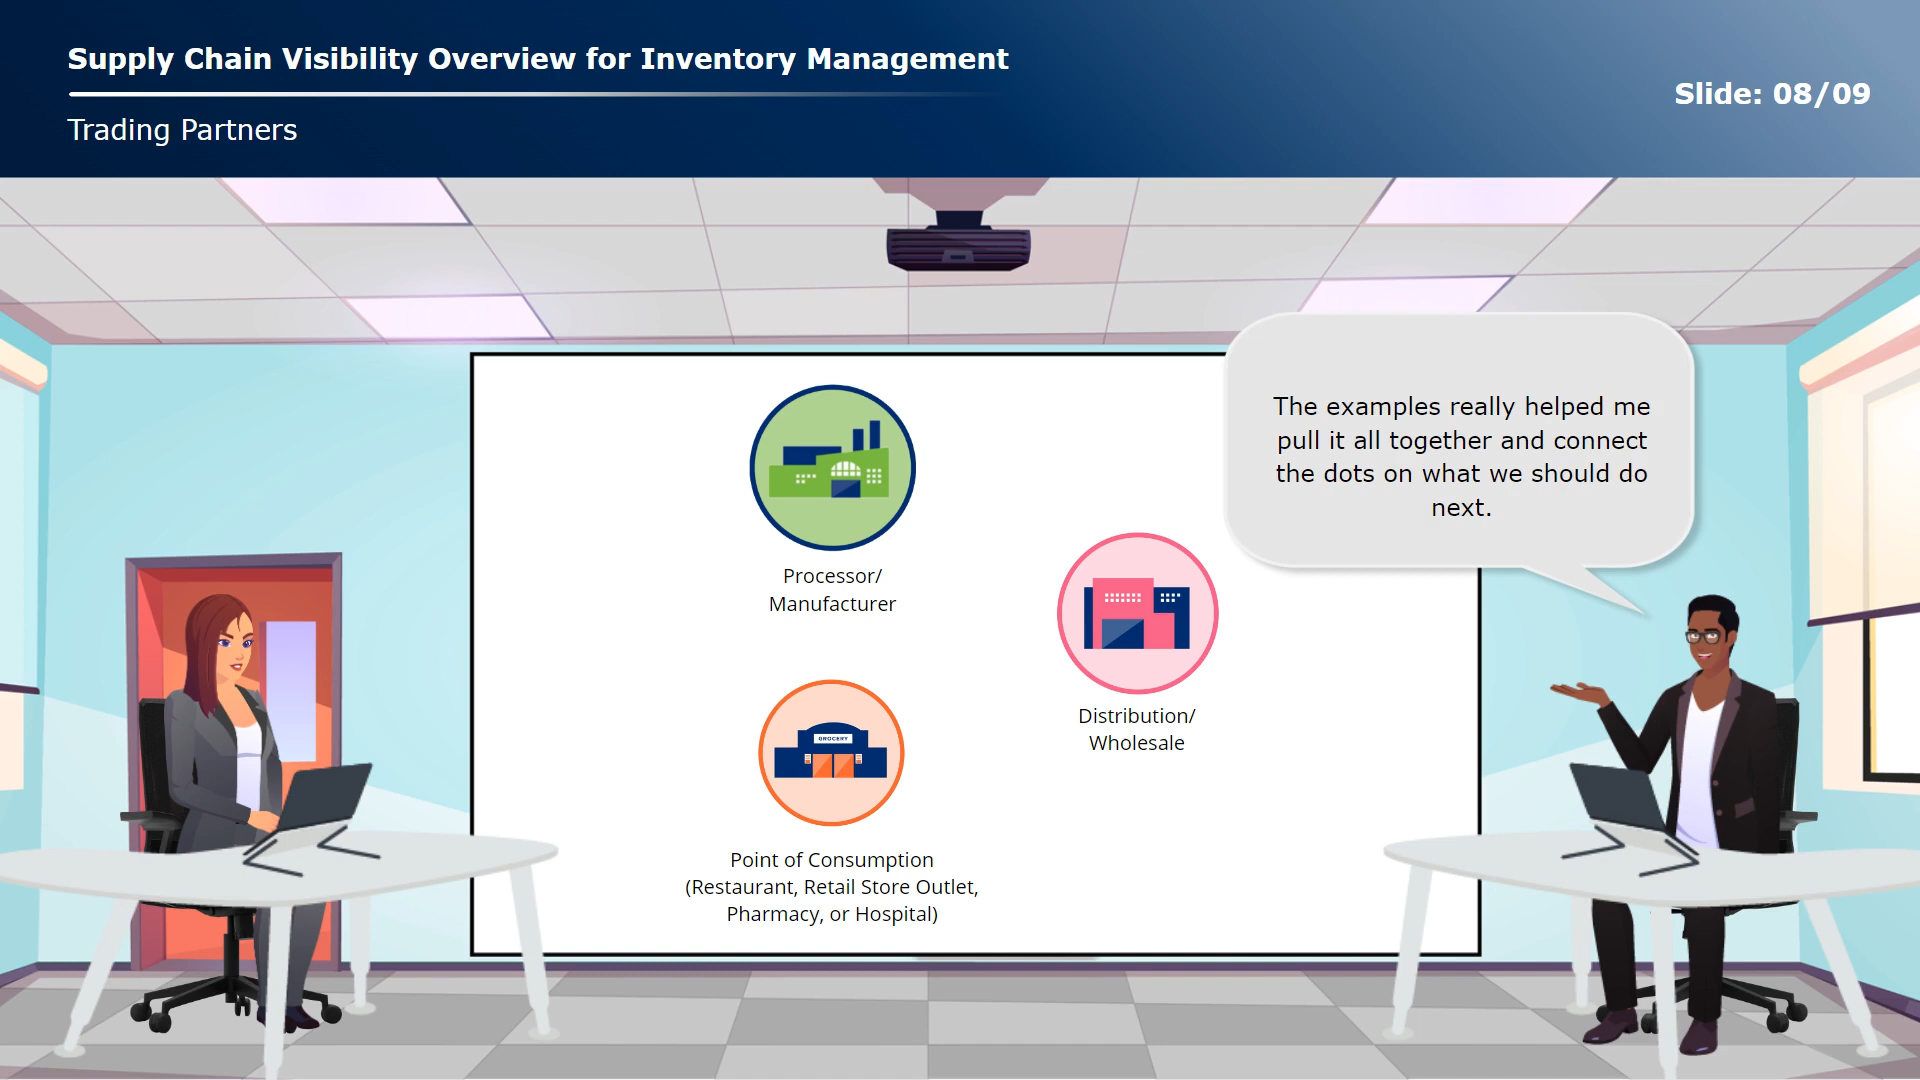 Supply Chain Visibility Overview for Inventory Management
Trading Partners
Slide: 08/09
The examples really helped me
pull it all together and connect
the dots on what we should do
next.
Processor/
Manufacturer
Distribution/
Wholesale
GROCERY
Point of Consumption
(Restaurant, Retail Store Outlet,
Pharmacy, or Hospital)